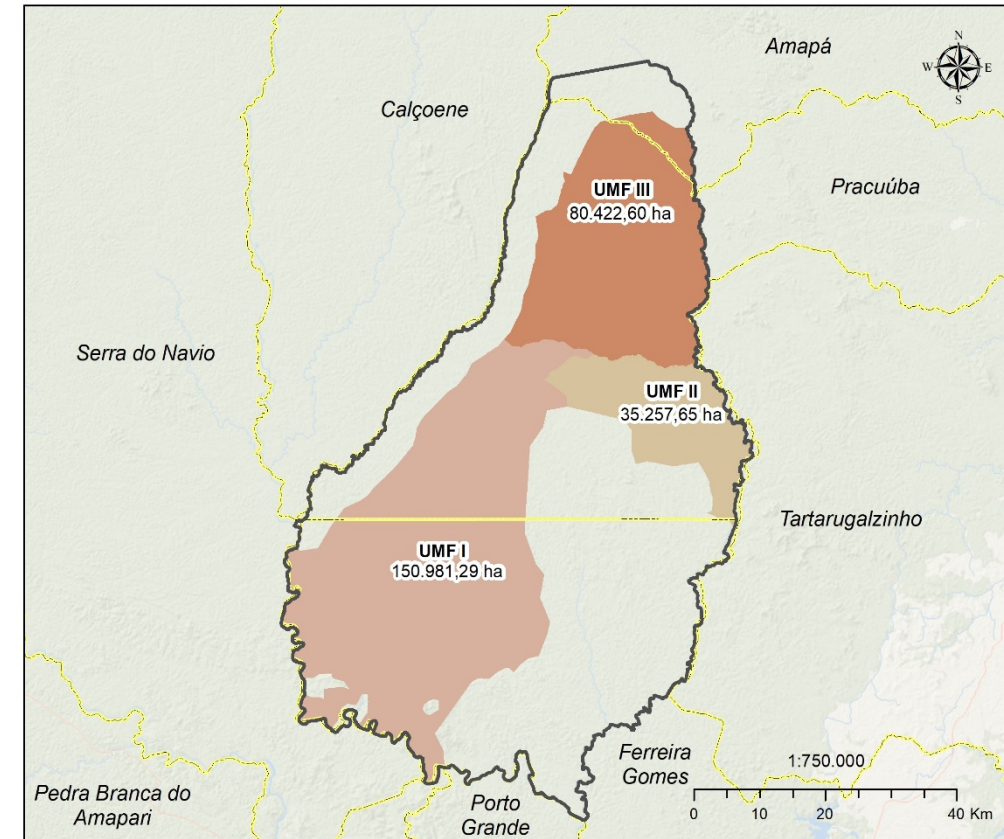 Amapá
N
W E
S
Calçoene
UMF III
80.422,60 ha
Pracuúba
Serra do Navio
UMF II
35.257,65 ha
Tartarugalzinho
UMF I
150.981,29 ha
Ferreira
Gomes
1:750.000
Pedra Branca do
Amapari
Porto
Grande
0 10 20 40 Km